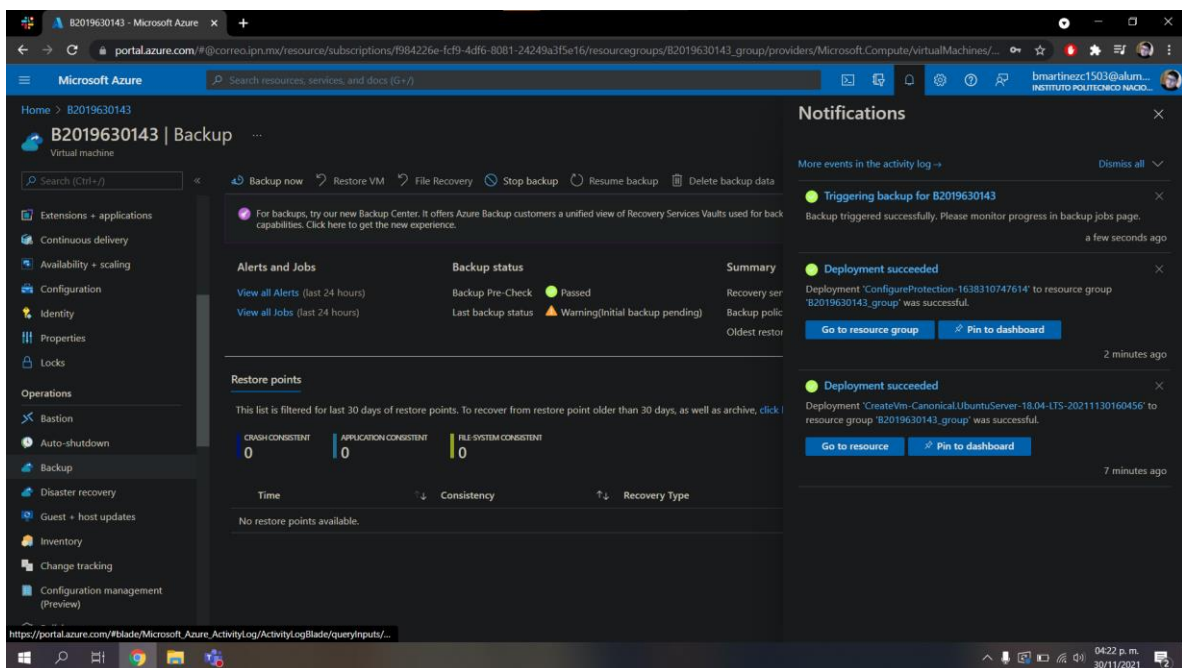 B2019630143 - Microsoft Azure
portal.azure.com/#@correo.ipn.mx/resource/subscriptions/f984226e-fcf9-4df6-8081-24249a3f5e16/resourcegroups/B2019630143_group/providers/Microsoft.Compute/virtualMachines/...
Microsoft Azure
Search resources, services, and docs (G+/)
bmartinezc1503@alum...
INSTITUTO POLITECNICO NACIO...
Home > B2019630143
B2019630143 | Backup ...
Virtual machine
Search (Ctrl+/)
«
Extensions + applications
Continuous delivery
Availability + scaling
Configuration
Identity
Properties
Locks
Operations
Bastion
Auto-shutdown
Backup
Disaster recovery
Guest + host updates
Inventory
Change tracking
Configuration management
(Preview)
Backup now Restore VM File Recovery Stop backup Resume backup Delete backup data
For backups, try our new Backup Center. It offers Azure Backup customers a unified view of Recovery Services Vaults used for back
capabilities. Click here to get the new experience.
Alerts and Jobs
View all Alerts (last 24 hours)
View all Jobs (last 24 hours)
Backup status
Backup Pre-Check Passed
Last backup status Warning(Initial backup pending)
Summary
Recovery ser
Backup polic
Oldest restor
Restore points
This list is filtered for last 30 days of restore points. To recover from restore point older than 30 days, as well as archive, click
CRASH CONSISTENT
0
APPLICATION CONSISTENT
0
FILE-SYSTEM CONSISTENT
0
Time Consistency Recovery Type
No restore points available.
Notifications
More events in the activity log →
Dismiss all
Triggering backup for B2019630143
Backup triggered successfully. Please monitor progress in backup jobs page.
a few seconds ago
Deployment succeeded
Deployment 'ConfigureProtection-1638310747614' to resource group
'B2019630143_group' was successful.
Go to resource group
Pin to dashboard
2 minutes ago
Deployment succeeded
Deployment 'CreateVm-Canonical.UbuntuServer-18.04-LTS-20211130160456' to
resource group 'B2019630143_group' was successful.
Go to resource
Pin to dashboard
7 minutes ago
https://portal.azure.com/#blade/Microsoft_Azure_ActivityLog/ActivityLogBlade/queryInputs/...
04:22 p. m.
30/11/2021
2